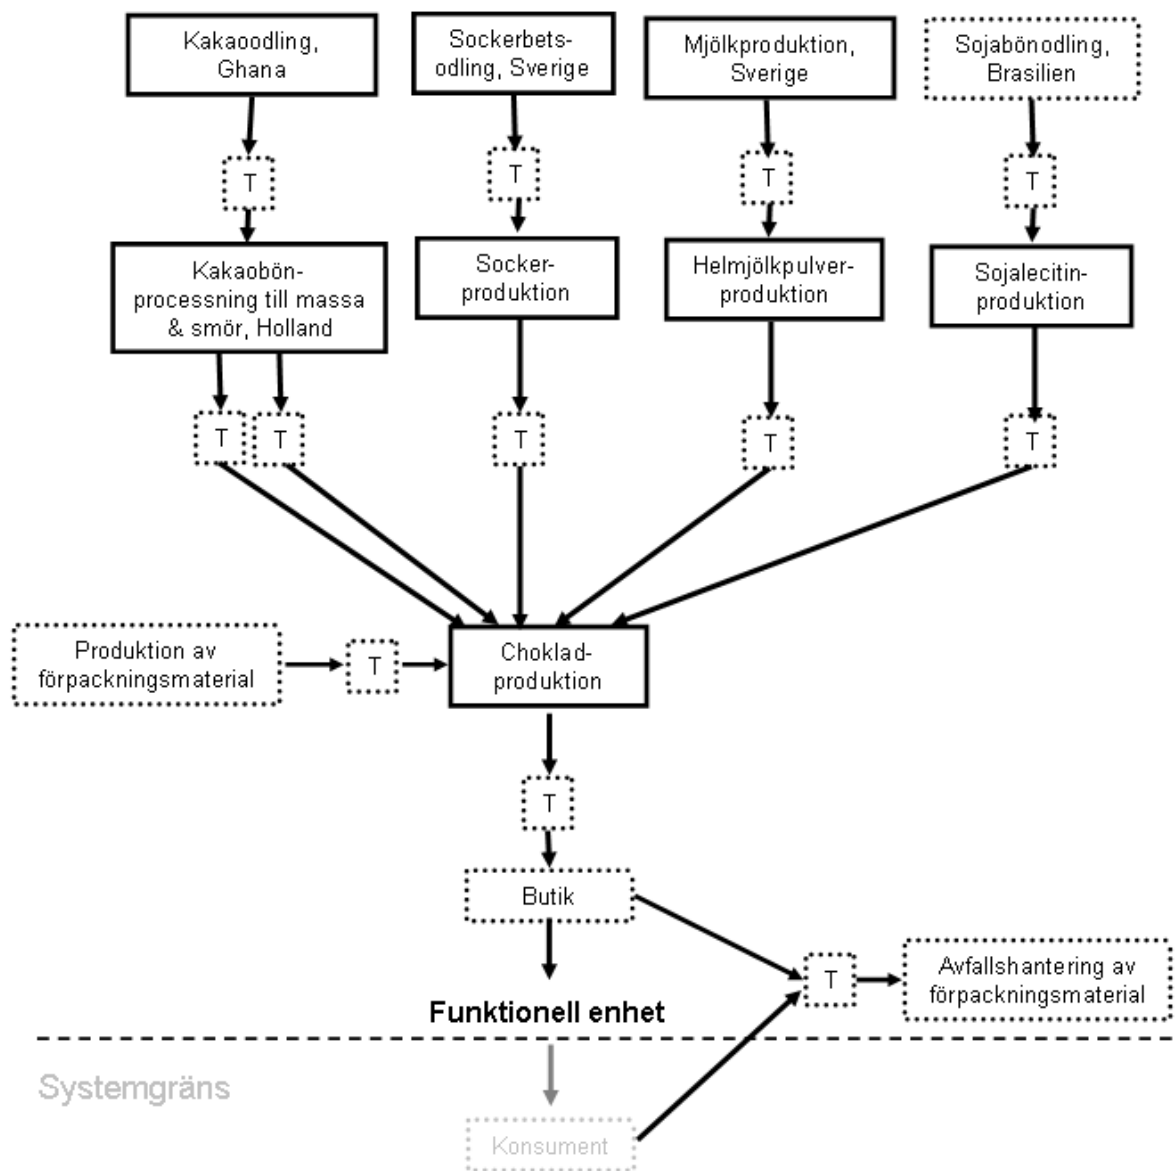 Kakaoodling,
Ghana
Sockerbets-
odling, Sverige
Mjölkproduktion,
Sverige
Sojabönodling,
Brasilien
T
T
T
T
Kakaobön-
processning till massa
& smör, Holland
Socker-
produktion
Helmjölkpulver-
produktion
Sojalecitin-
produktion
T
T
T
T
T
Produktion av
förpackningsmaterial
T
Choklad-
produktion
T
Butik
T
Avfallshantering av
förpackningsmaterial
Funktionell enhet
Systemgräns
Konsument